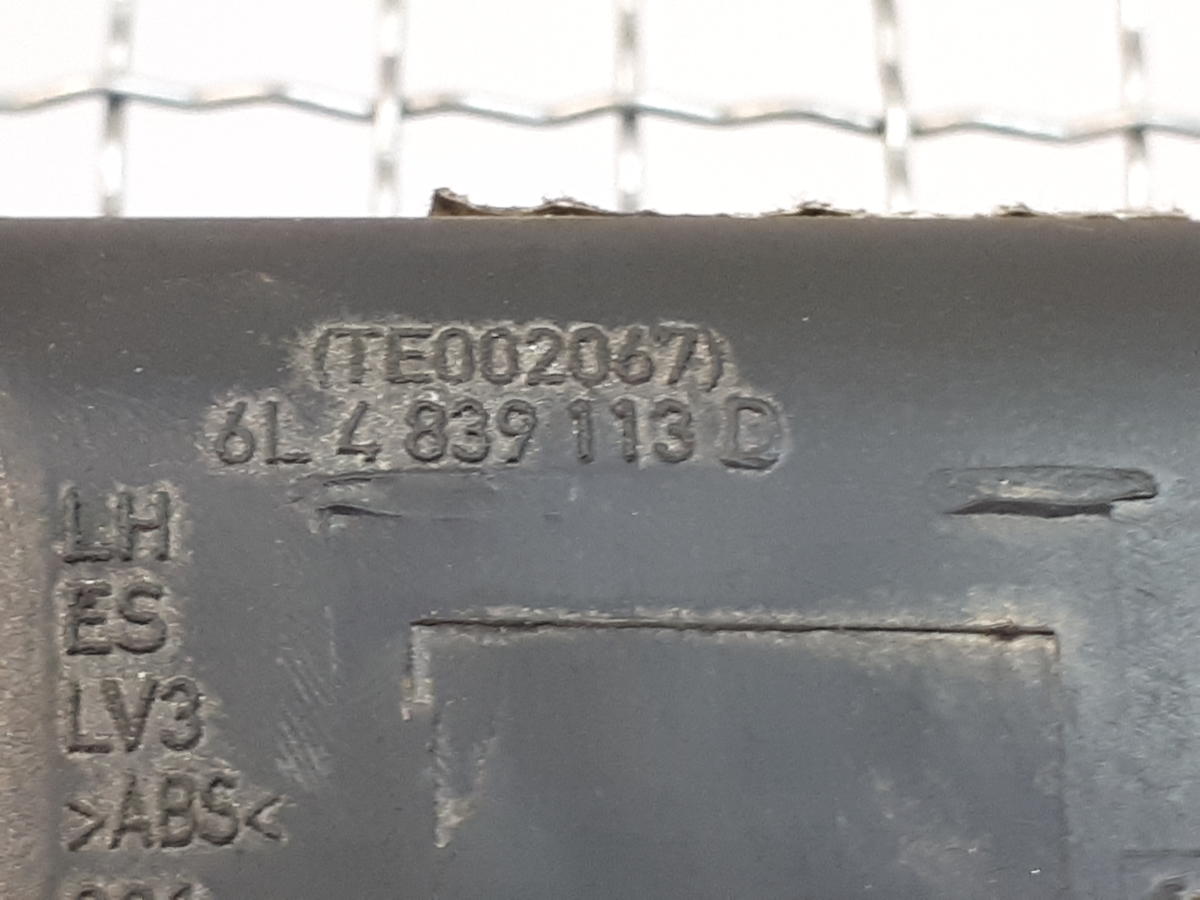 (TE002067)
6L 4 839 113 D
LH
ES
LV3
>ABS<